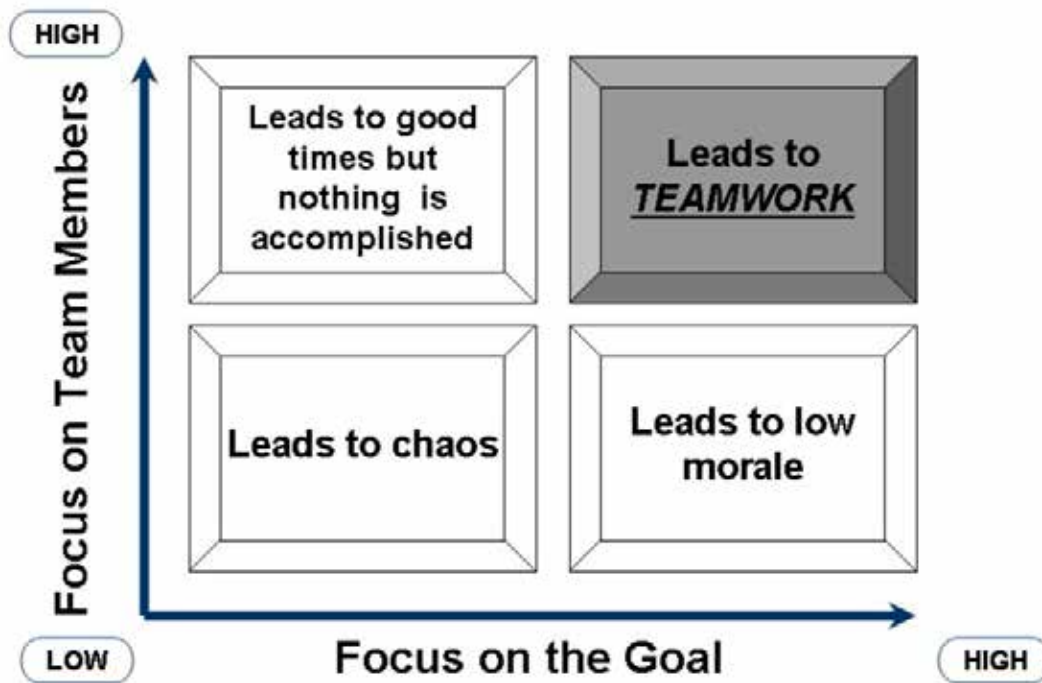 HIGH
Focus on Team Members
Leads to good
times but
nothing is
accomplished
Leads to
TEAMWORK
Leads to chaos
Leads to low
morale
LOW
Focus on the Goal
HIGH